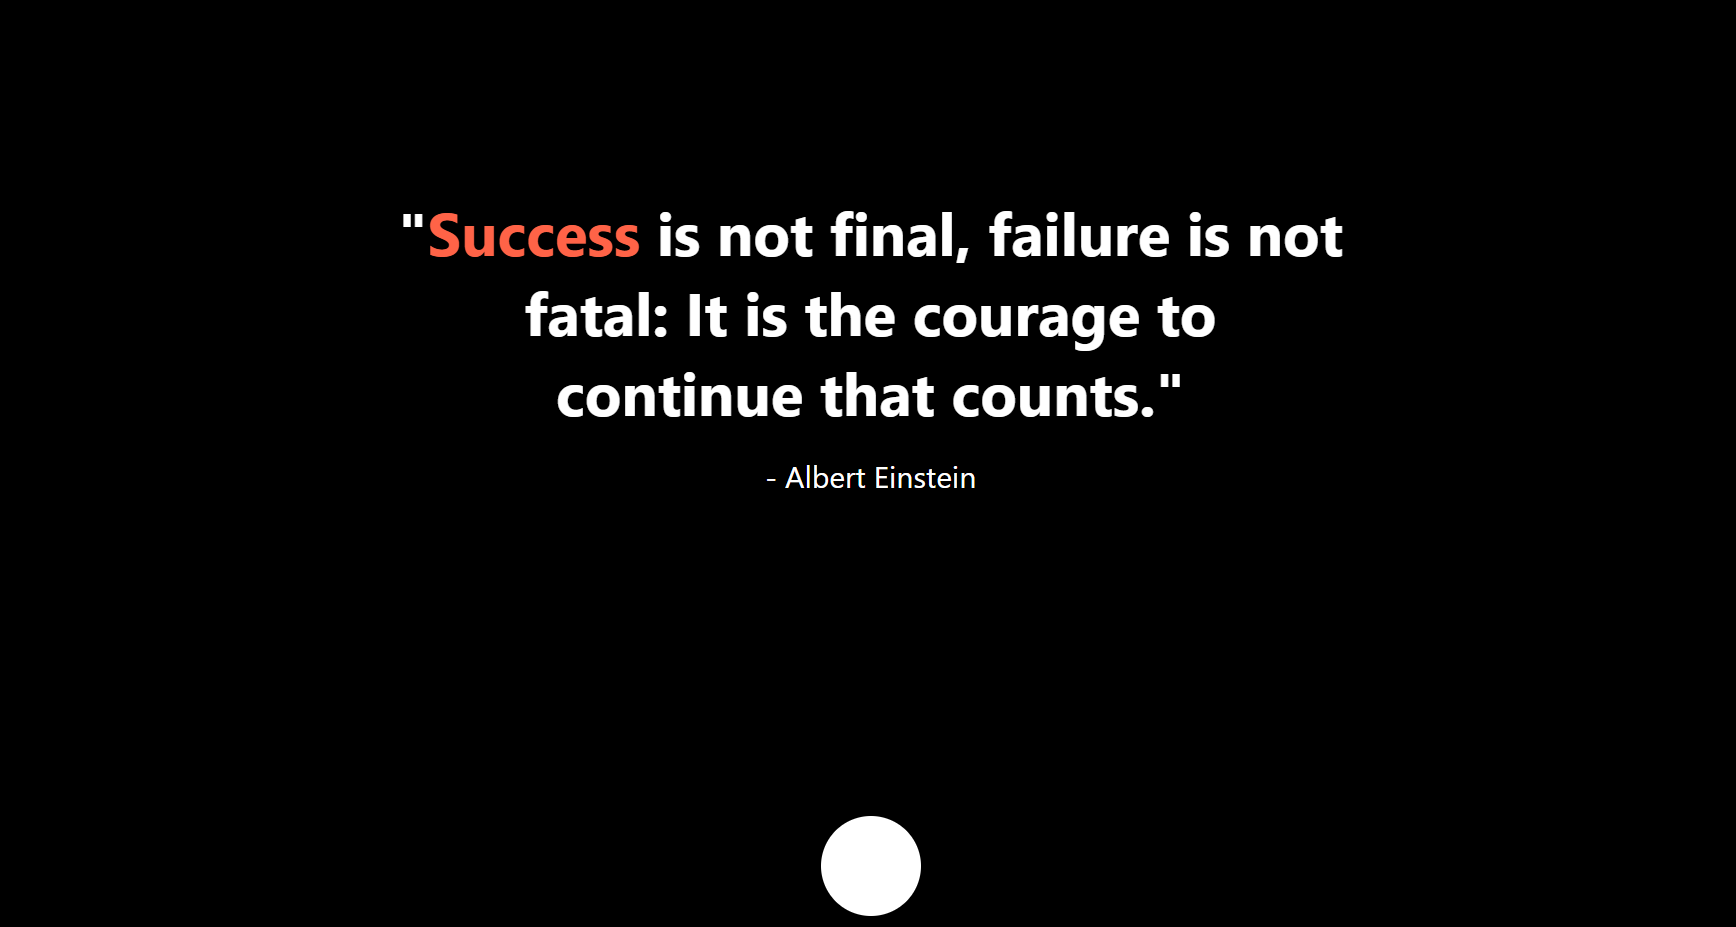 "Success is not final, failure is not
fatal: It is the courage to
continue that counts."
- Albert Einstein